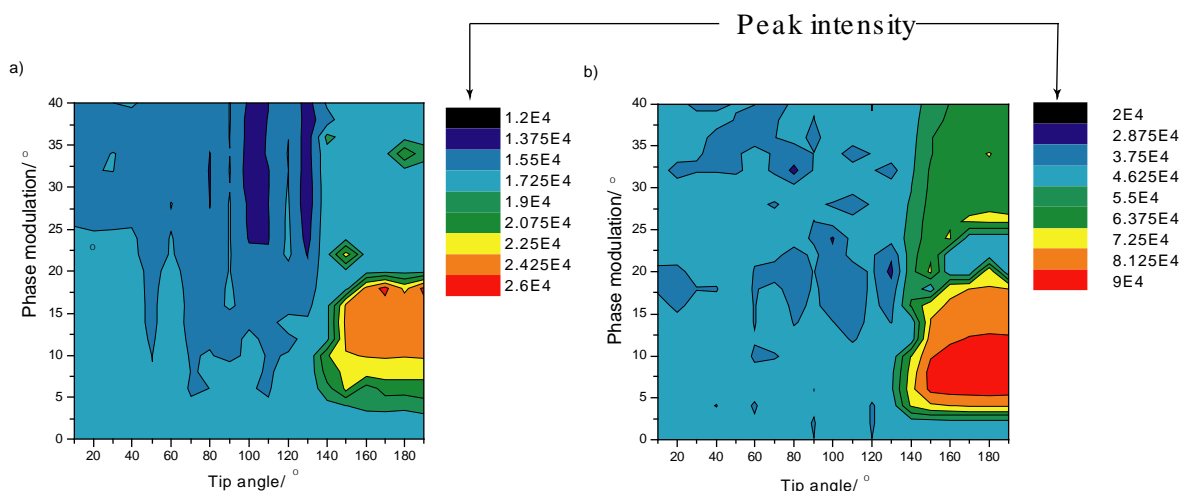 Peak intensity
a)
Phase modulation/ °
40
35
30
25
20
15
10
5
0
20 40 60 80 100 120 140 160 180
Tip angle/ °
1.2E4
1.375E4
1.55E4
1.725E4
1.9E4
2.075E4
2.25E4
2.425E4
2.6E4
b)
Phase modulation/ °
40
35
30
25
20
15
10
5
0
20 40 60 80 100 120 140 160 180
Tip angle/ °
2E4
2.875E4
3.75E4
4.625E4
5.5E4
6.375E4
7.25E4
8.125E4
9E4